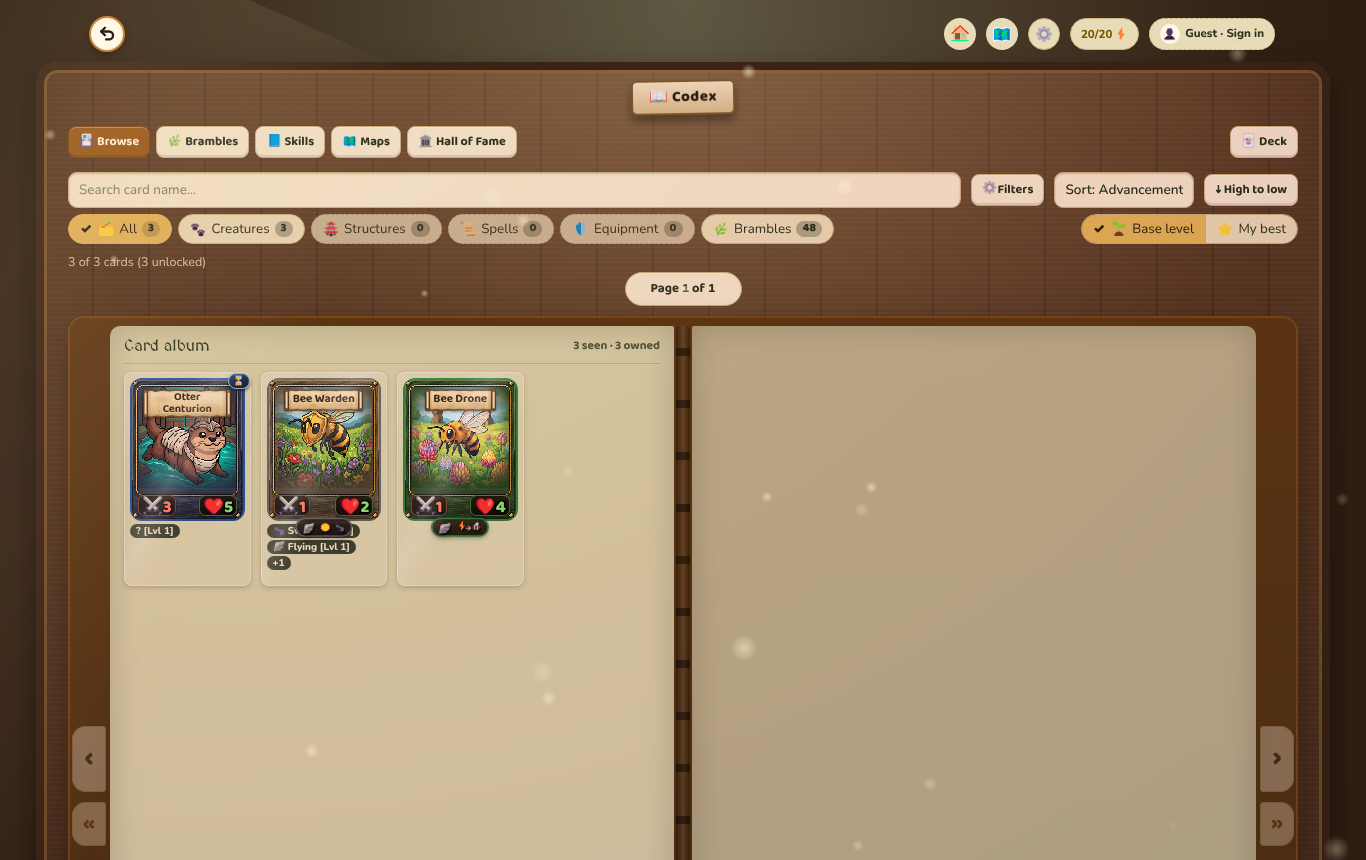 20/20
Guest · Sign in
Codex
Browse
Brambles
Skills
Maps
Hall of Fame
Deck
Search card name...
Filters
Sort: Advancement
↓ High to low
All 3
Creatures 3
Structures 0
Spells 0
Equipment 0
Brambles 48
Base level
My best
3 of 3 cards (3 unlocked)
Page 1 of 1
Card album
3 seen · 3 owned
Otter
Centurion
3
5
? [Lvl 1]
Bee Warden
1
2
Flying [Lvl 1]
+1
Bee Drone
1
4